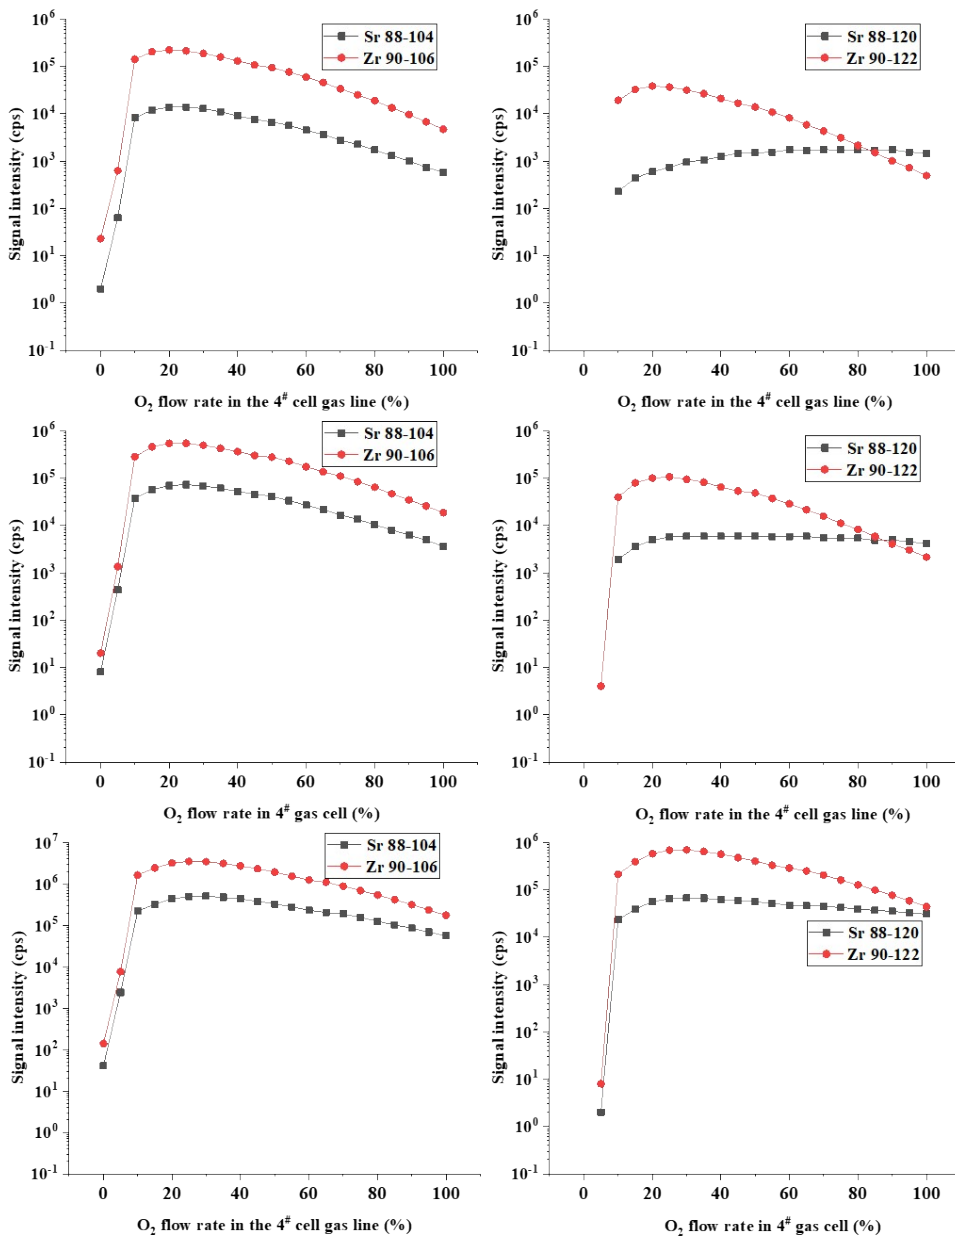 Sr 88-104
Zr 90-106
10^6
10^5
10^4
10^3
10^2
10^1
10^0
10^-1
Signal intensity (cps)
0 20 40 60 80 100
O2 flow rate in the 4# cell gas line (%)
Sr 88-120
Zr 90-122
10^6
10^5
10^4
10^3
10^2
10^1
10^0
10^-1
Signal intensity (cps)
0 20 40 60 80 100
O2 flow rate in the 4# cell gas line (%)
Sr 88-104
Zr 90-106
10^6
10^5
10^4
10^3
10^2
10^1
10^0
10^-1
Signal intensity (cps)
0 20 40 60 80 100
O2 flow rate in 4# gas cell (%)
Sr 88-120
Zr 90-122
10^6
10^5
10^4
10^3
10^2
10^1
10^0
10^-1
Signal intensity (cps)
0 20 40 60 80 100
O2 flow rate in the 4# cell gas line (%)
Sr 88-104
Zr 90-106
10^7
10^6
10^5
10^4
10^3
10^2
10^1
10^0
10^-1
Signal intensity (cps)
0 20 40 60 80 100
O2 flow rate in the 4# cell gas line (%)
Sr 88-120
Zr 90-122
10^6
10^5
10^4
10^3
10^2
10^1
10^0
10^-1
Signal intensity (cps)
0 20 40 60 80 100
O2 flow rate in 4# gas cell (%)